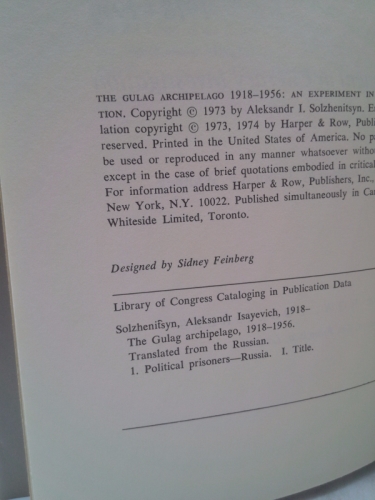 THE GULAG ARCHIPELAGO 1918–1956: AN EXPERIMENT IN
TION. Copyright © 1973 by Aleksandr I. Solzhenitsyn. E
lation copyright © 1973, 1974 by Harper & Row, Publ
reserved. Printed in the United States of America. No p
be used or reproduced in any manner whatsoever witho
except in the case of brief quotations embodied in critical
For information address Harper & Row, Publishers, Inc.,
New York, N.Y. 10022. Published simultaneously in Ca
Whiteside Limited, Toronto.
Designed by Sidney Feinberg
Library of Congress Cataloging in Publication Data
Solzhenit︠s︡yn, Aleksandr Isayevich, 1918–
The Gulag archipelago, 1918–1956.
Translated from the Russian.
1. Political prisoners—Russia. I. Title.